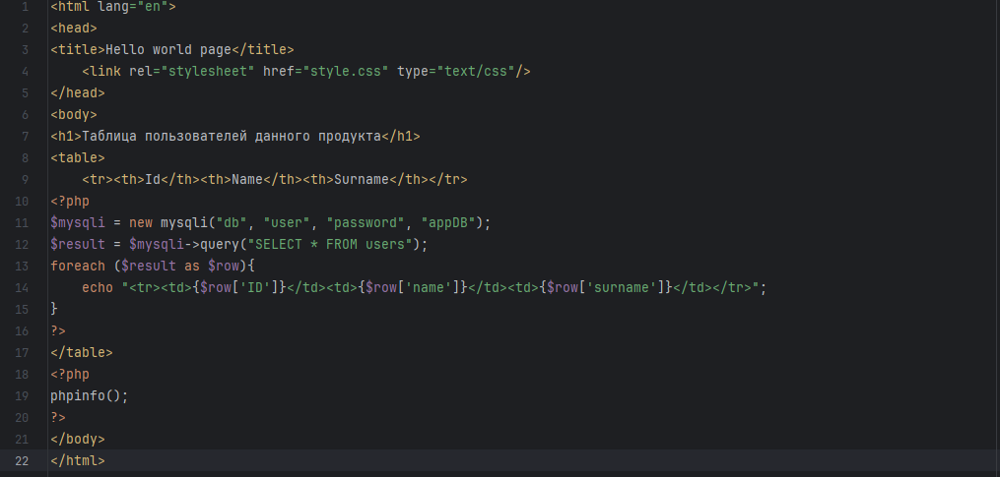 1 <html lang="en">
2 <head>
3 <title>Hello world page</title>
4     <link rel="stylesheet" href="style.css" type="text/css"/>
5 </head>
6 <body>
7 <h1>Таблица пользователей данного продукта</h1>
8 <table>
9     <tr><th>Id</th><th>Name</th><th>Surname</th></tr>
10 <?php
11 $mysqli = new mysqli("db", "user", "password", "appDB");
12 $result = $mysqli->query("SELECT * FROM users");
13 foreach ($result as $row){
14     echo "<tr><td>{$row['ID']}</td><td>{$row['name']}</td><td>{$row['surname']}</td></tr>";
15 }
16 ?>
17 </table>
18 <?php
19 phpinfo();
20 ?>
21 </body>
22 </html>